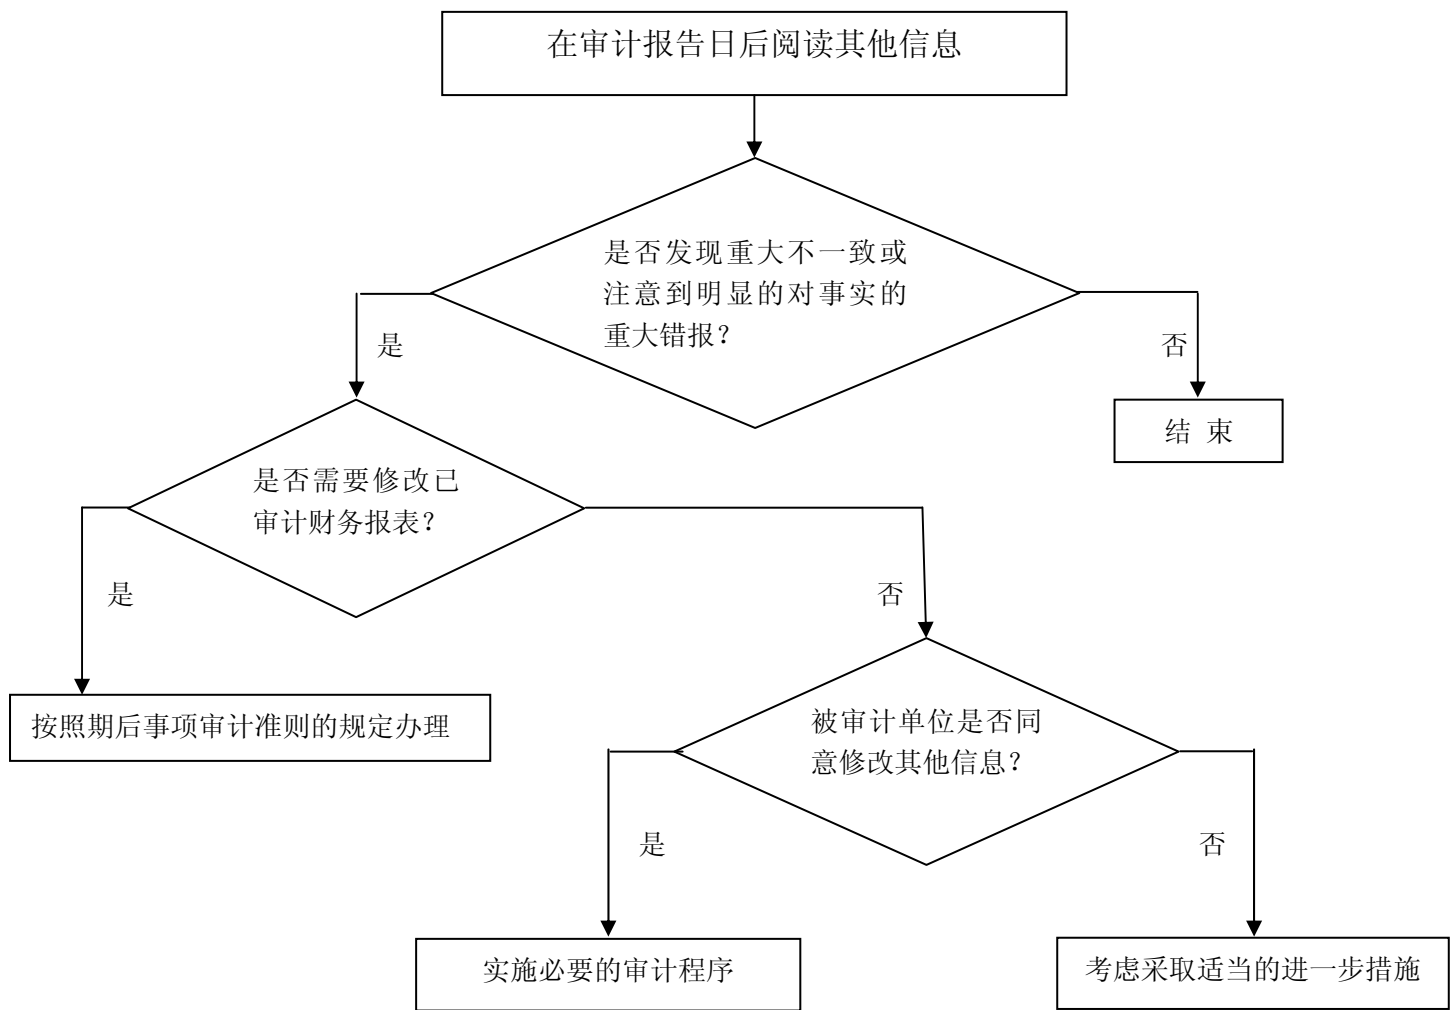 在审计报告日后阅读其他信息
是否发现重大不一致或
注意到明显的对事实的
重大错报？
是
否
结 束
是否需要修改已
审计财务报表？
是
否
按照期后事项审计准则的规定办理
被审计单位是否同
意修改其他信息？
是
否
实施必要的审计程序
考虑采取适当的进一步措施